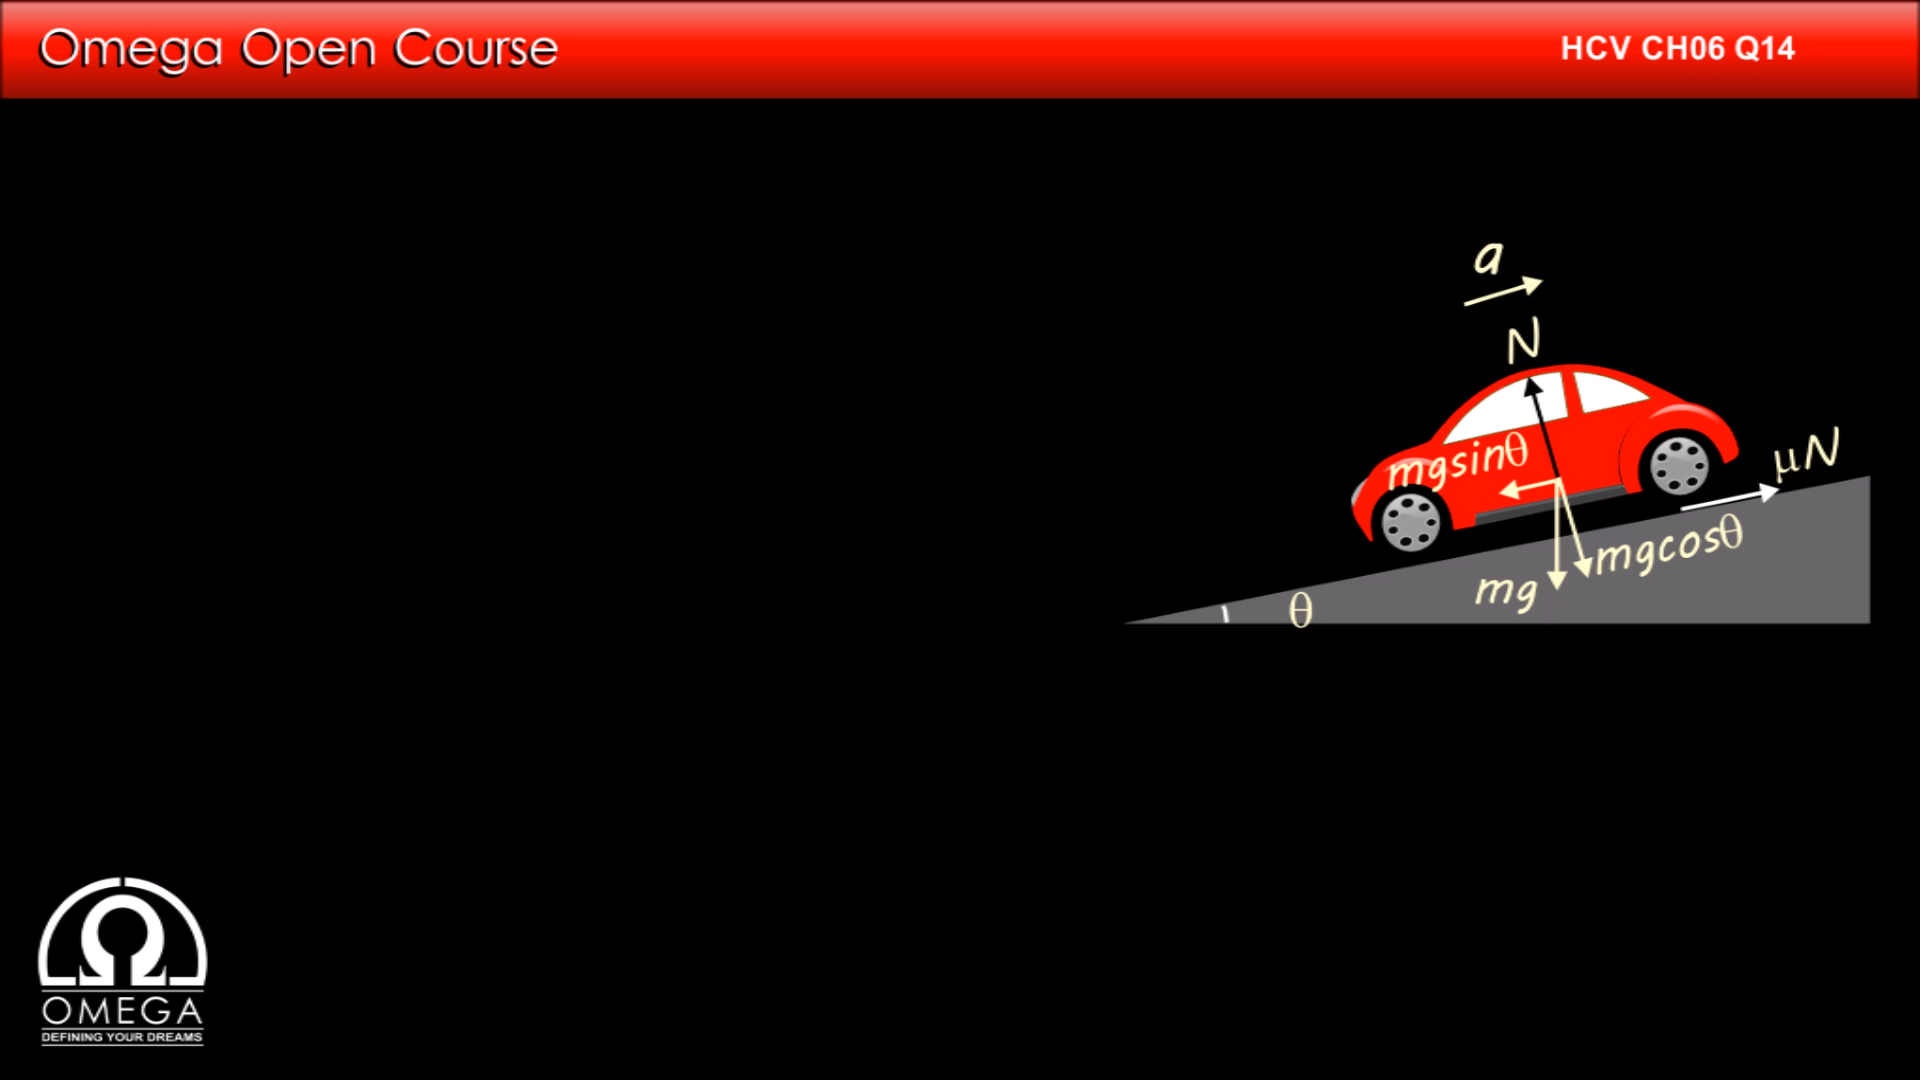 Omega Open Course
HCV CH06 Q14
a
N
mgsinθ
μN
mgcosθ
mg
θ
OMEGA
DEFINING YOUR DREAMS